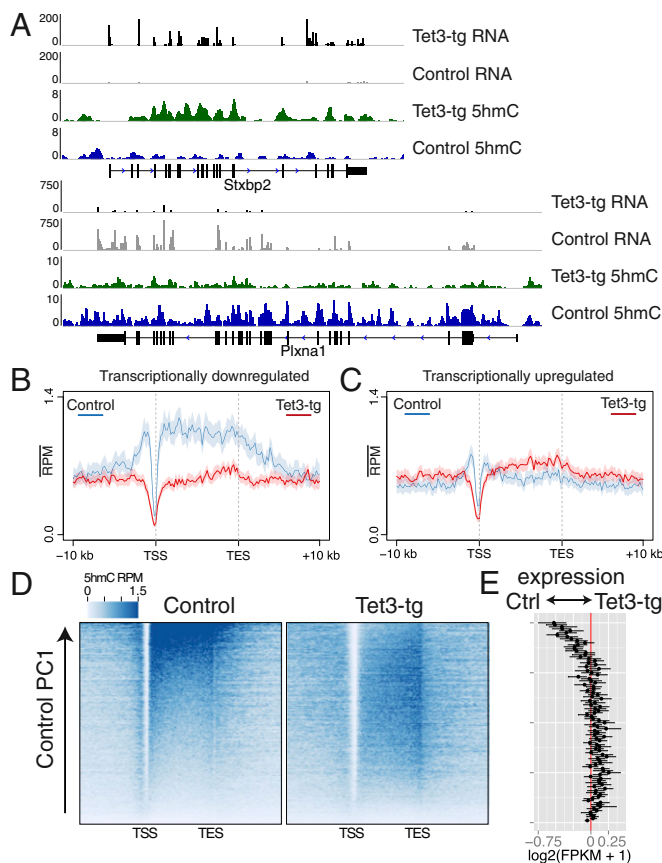 A
200
0
Tet3-tg RNA
200
0
Control RNA
8
0
Tet3-tg 5hmC
8
0
Control 5hmC
Stxbp2
750
0
Tet3-tg RNA
750
0
Control RNA
10
0
Tet3-tg 5hmC
10
0
Control 5hmC
Plxna1
B
Transcriptionally downregulated
1.4
Control
Tet3-tg
RPM
0.0
−10 kb
TSS
TES
+10 kb
C
Transcriptionally upregulated
1.4
Control
Tet3-tg
RPM
0.0
−10 kb
TSS
TES
+10 kb
D
5hmC RPM
0
1.5
Control
Tet3-tg
Control PC1
TSS
TES
TSS
TES
E
expression
Ctrl
Tet3-tg
−0.75
0
0.25
log2(FPKM + 1)